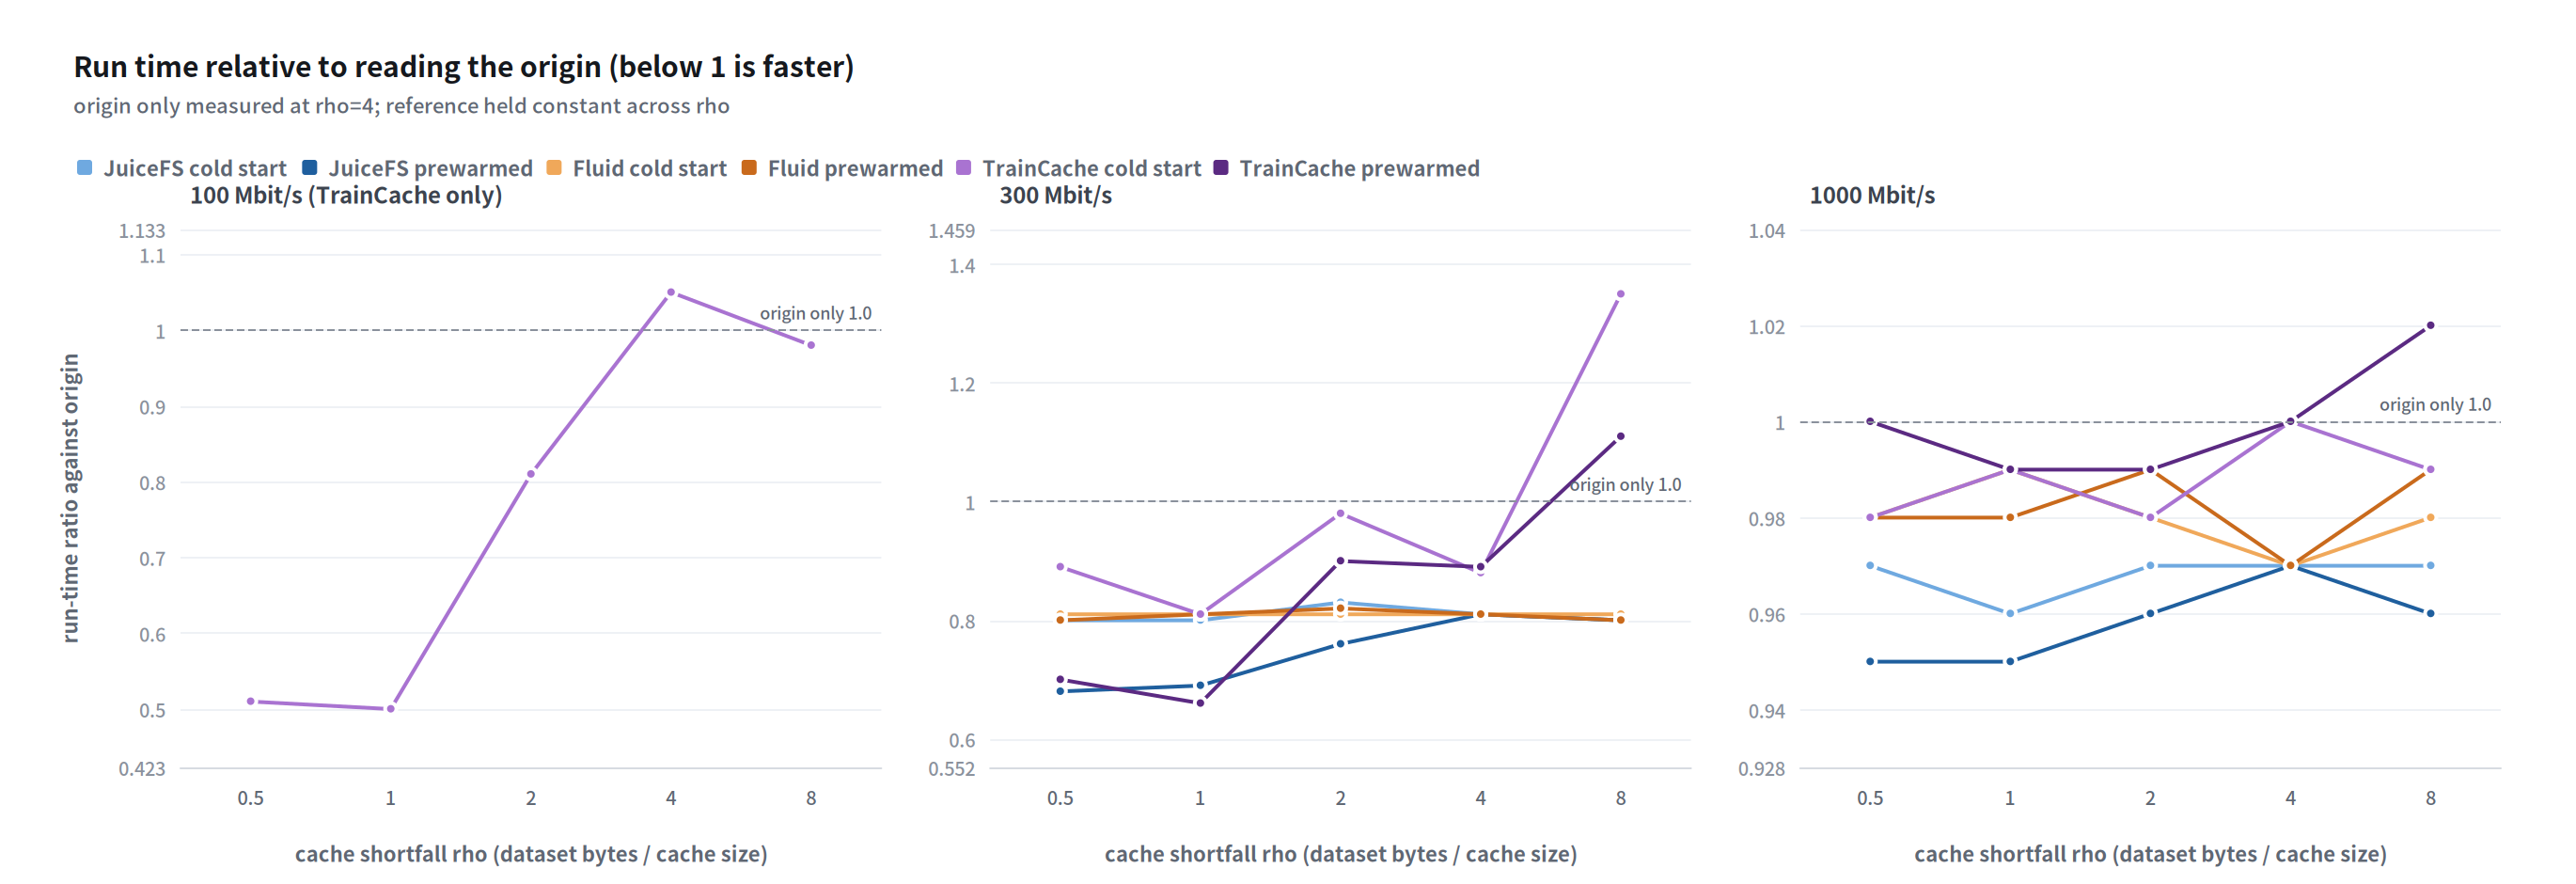 Run time relative to reading the origin (below 1 is faster)
origin only measured at rho=4; reference held constant across rho
JuiceFS cold start JuiceFS prewarmed Fluid cold start Fluid prewarmed TrainCache cold start TrainCache prewarmed
100 Mbit/s (TrainCache only)
1.133
1.1
1
0.9
0.8
0.7
0.6
0.5
0.423
origin only 1.0
run-time ratio against origin
0.5 1 2 4 8
cache shortfall rho (dataset bytes / cache size)
300 Mbit/s
1.459
1.4
1.2
1
0.8
0.6
0.552
origin only 1.0
0.5 1 2 4 8
cache shortfall rho (dataset bytes / cache size)
1000 Mbit/s
1.04
1.02
1
0.98
0.96
0.94
0.928
origin only 1.0
0.5 1 2 4 8
cache shortfall rho (dataset bytes / cache size)